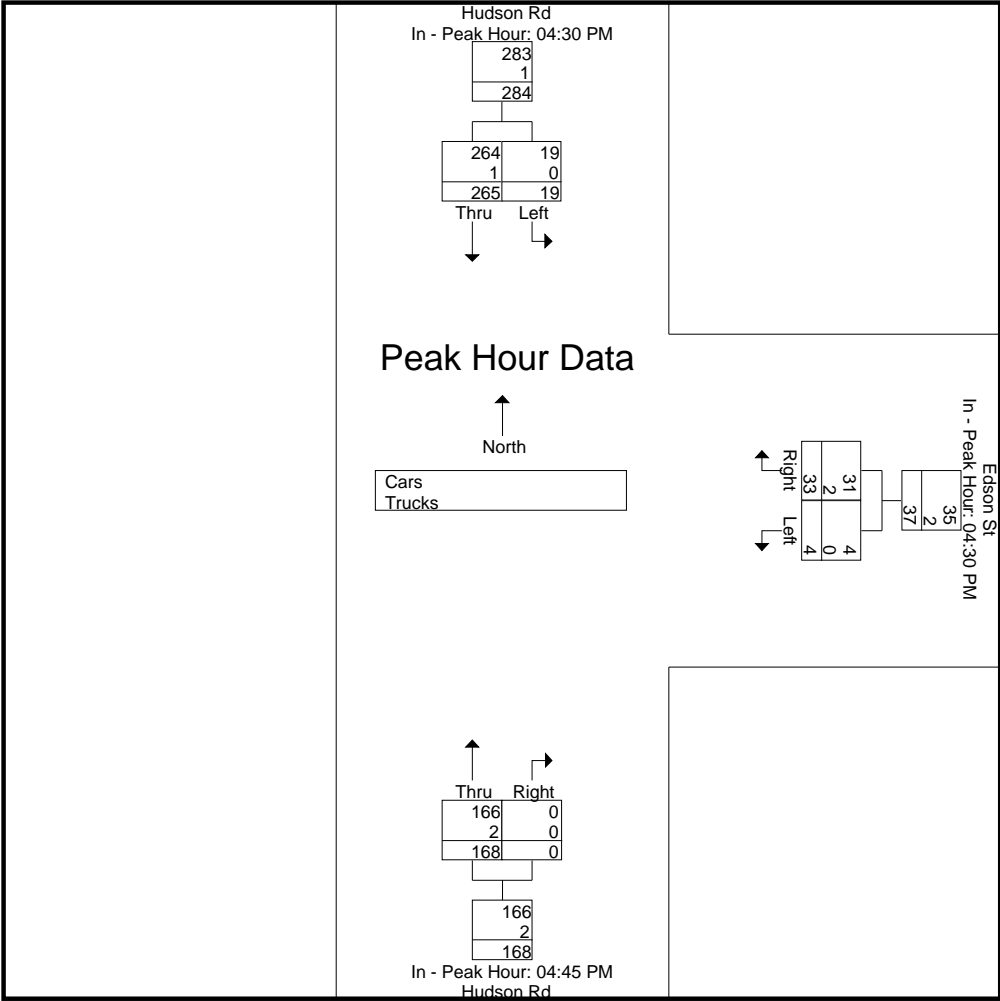 Hudson Rd
In - Peak Hour: 04:30 PM
283
1
284
264 19
1 0
265 19
Thru Left
Peak Hour Data
North
Cars
Trucks
Edson St
In - Peak Hour: 04:30 PM
35
2
37
31 4
2 0
33 4
Right Left
Thru Right
166 0
2 0
168 0
166
2
168
In - Peak Hour: 04:45 PM
Hudson Rd